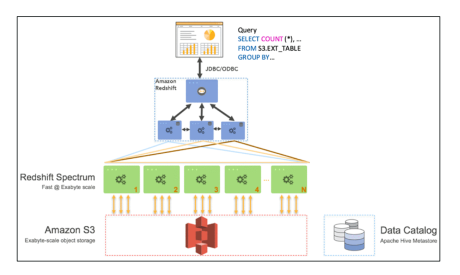 Query
SELECT COUNT (*), ...
FROM S3.EXT_TABLE
GROUP BY...
JDBC/ODBC
Amazon
Redshift
Redshift Spectrum
Fast @ Exabyte scale
1
2
3
4
...
N
Amazon S3
Exabyte-scale object storage
Data Catalog
Apache Hive Metastore